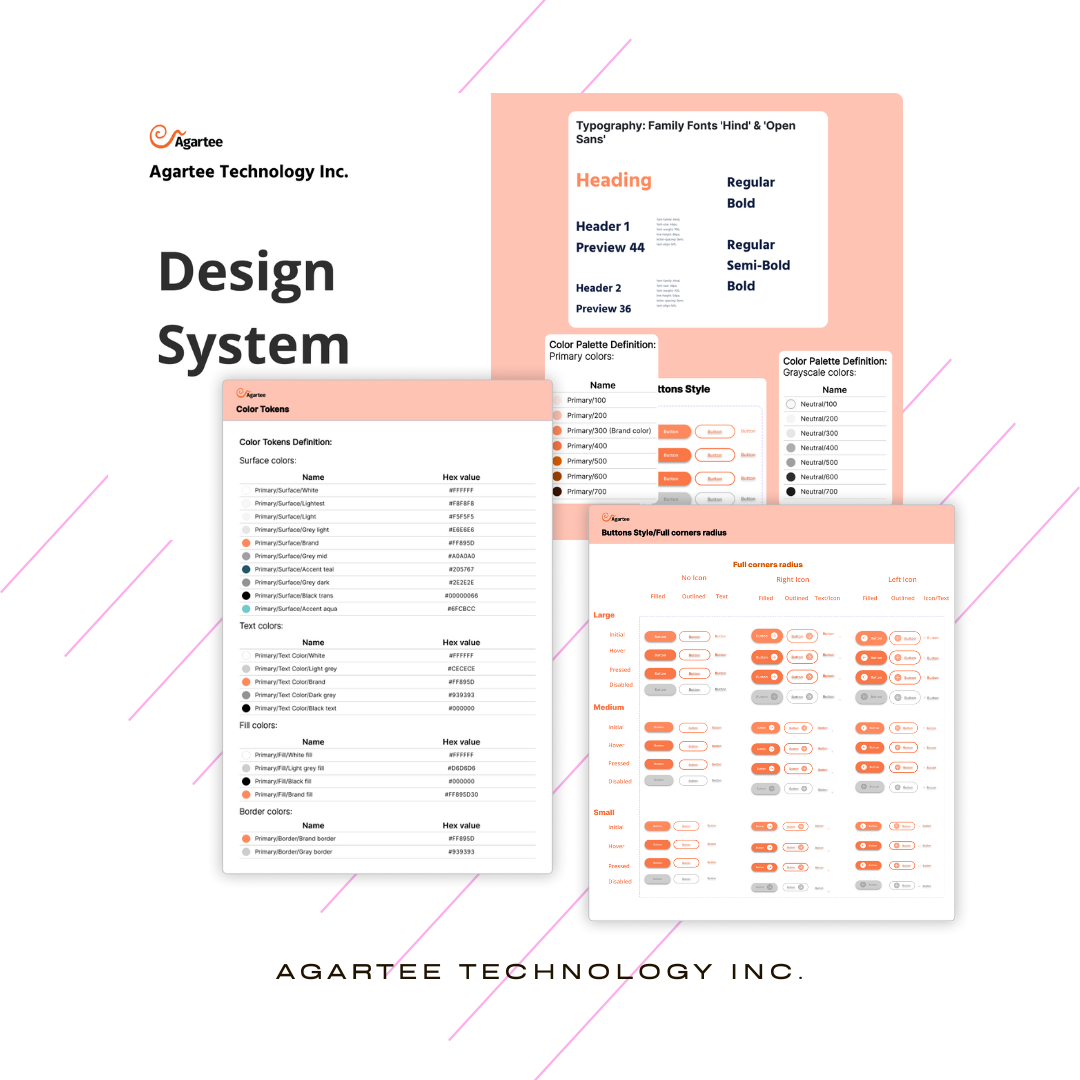 Agartee
Agartee Technology Inc.
Design
System
Typography: Family Fonts 'Hind' & 'Open
Sans'
Heading
Regular
Bold
Header 1
Preview 44
Regular
Semi-Bold
Bold
Header 2
Preview 36
Color Palette Definition:
Primary colors:
Name
Primary/100
Primary/200
Primary/300 (Brand color)
Primary/400
Primary/500
Primary/600
Primary/700
ttons Style
Button Button Button
Button Button Button
Button Button Button
Button Button Button
Color Palette Definition:
Grayscale colors:
Name
Neutral/100
Neutral/200
Neutral/300
Neutral/400
Neutral/500
Neutral/600
Neutral/700
Agartee
Color Tokens
Color Tokens Definition:
Surface colors:
Name Hex value
Primary/Surface/White #FFFFFF
Primary/Surface/Lightest #F8F8F8
Primary/Surface/Light #F5F5F5
Primary/Surface/Grey light #E6E6E6
Primary/Surface/Brand #FF895D
Primary/Surface/Grey mid #A0A0A0
Primary/Surface/Accent teal #205767
Primary/Surface/Grey dark #2E2E2E
Primary/Surface/Black trans #00000066
Primary/Surface/Accent aqua #6FCBCC
Text colors:
Name Hex value
Primary/Text Color/White #FFFFFF
Primary/Text Color/Light grey #CECECE
Primary/Text Color/Brand #FF895D
Primary/Text Color/Dark grey #939393
Primary/Text Color/Black text #000000
Fill colors:
Name Hex value
Primary/Fill/White fill #FFFFFF
Primary/Fill/Light grey fill #D6D6D6
Primary/Fill/Black fill #000000
Primary/Fill/Brand fill #FF895D30
Border colors:
Name Hex value
Primary/Border/Brand border #FF895D
Primary/Border/Gray border #939393
Agartee
Buttons Style/Full corners radius
Full corners radius
No Icon Right Icon Left Icon
Filled Outlined Text Filled Outlined Text/Icon Filled Outlined Icon/Text
Large
Initial
Hover
Pressed
Disabled
Medium
Initial
Hover
Pressed
Disabled
Small
Initial
Hover
Pressed
Disabled
AGARTEE TECHNOLOGY INC.